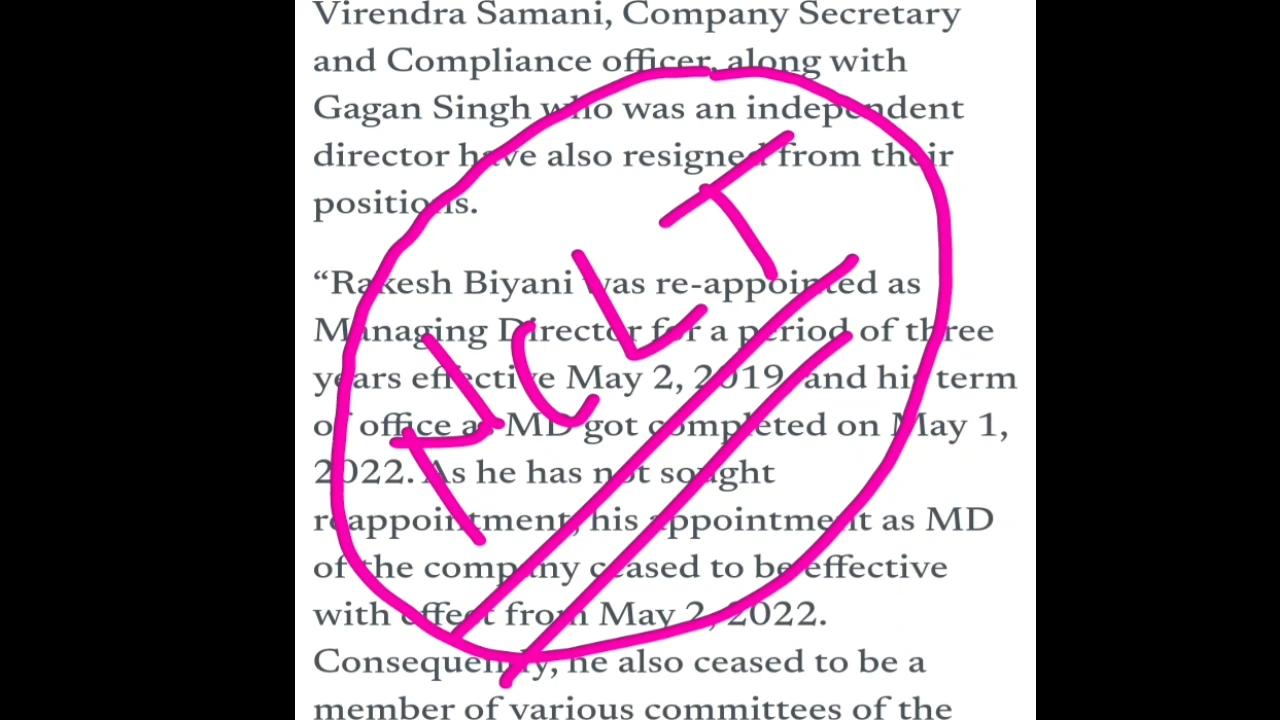 Virendra Samani, Company Secretary
and Compliance officer, along with
Gagan Singh who was an independent
director have also resigned from their
positions.
“Rakesh Biyani was re-appointed as
Managing Director for a period of three
years effective May 2, 2019, and his term
of office as MD got completed on May 1,
2022. As he has not sought
reappointment, his appointment as MD
of the company ceased to be effective
with effect from May 2, 2022.
Consequently, he also ceased to be a
member of various committees of the
NCLT